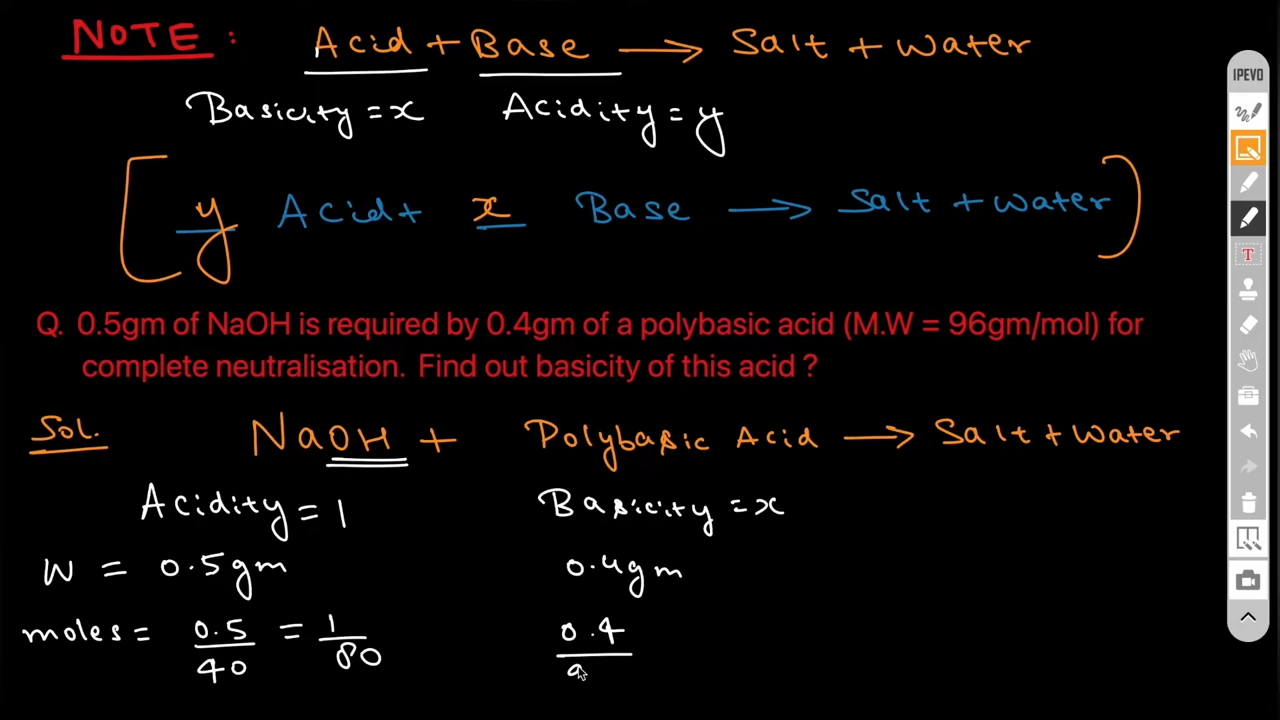 NOTE : Acid + Base → Salt + Water
Basicity = x Acidity = y
y Acid + x Base → Salt + Water
Q. 0.5gm of NaOH is required by 0.4gm of a polybasic acid (M.W = 96gm/mol) for
complete neutralisation. Find out basicity of this acid ?
Sol. NaOH + Polybasic Acid → Salt + Water
Acidity = 1 Basicity = x
W = 0.5gm 0.4gm
moles = 0.5/40 = 1/80 0.4/9
IPEVO
T